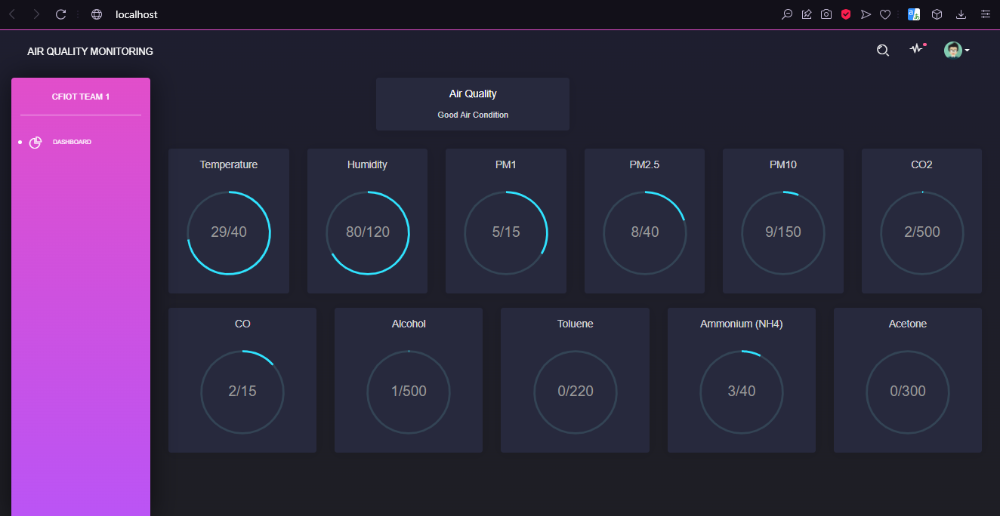 localhost
AIR QUALITY MONITORING
CFIOT TEAM 1
DASHBOARD
Air Quality
Good Air Condition
Temperature
29/40
Humidity
80/120
PM1
5/15
PM2.5
8/40
PM10
9/150
CO2
2/500
CO
2/15
Alcohol
1/500
Toluene
0/220
Ammonium (NH4)
3/40
Acetone
0/300